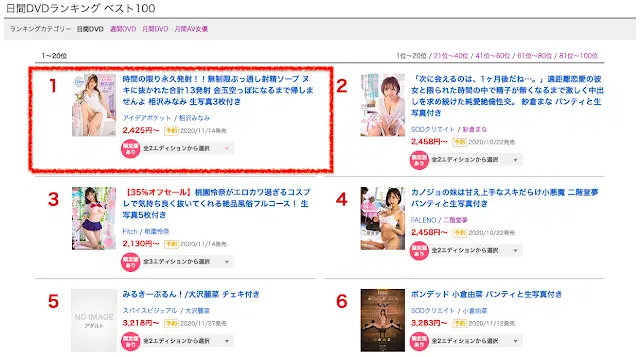 日間DVDランキング ベスト100
ランキングカテゴリー 日間DVD 週間DVD 月間DVD 月間AV女優
1〜20位
1位〜20位 / 21位〜40位 / 41位〜60位 / 61位〜80位 / 81位〜100位
1
時間の限り永久発射!!無制限ぶっ通し射精ソープ ヌ
キに抜かれた合計13発射 金玉空っぽになるまで帰しま
せんよ 相沢みなみ 生写真3枚付き
アイデアポケット / 相沢みなみ
2,425円〜 予約 2020/11/14発売
限定版
あり
全2エディションから選択
2
「次に会えるのは、1ヶ月後だね…。」遠距離恋愛の彼
女と限られた時間の中で精子が無くなるまで激しく中出
しを求め続けた純愛絶倫性交。 紗倉まな パンティと生
写真付き
SODクリエイト / 紗倉まな
2,458円〜 予約 2020/10/22発売
限定版
あり
全2エディションから選択
3
【35%オフセール】桃園怜奈がエロカワ過ぎるコスプ
レで気持ち良く抜いてくれる絶品風俗フルコース! 生
写真5枚付き
Fitch / 桃園怜奈
2,130円〜 予約 2020/11/14発売
限定版
あり
全3エディションから選択
4
カノジョの妹は甘え上手なスキだらけ小悪魔 二階堂夢
パンティと生写真付き
FALENO / 二階堂夢
2,458円〜 予約 2020/10/22発売
限定版
あり
全2エディションから選択
5
NO IMAGE
アダルト
みるきーぷるん!/大沢麗菜 チェキ付き
スパイスビジュアル / 大沢麗菜
3,218円〜 予約 2020/11/27発売
限定版
あり
全2エディションから選択
6
ボンデッド 小倉由菜 パンティと生写真付き
SODクリエイト / 小倉由菜
3,283円〜 予約 2020/11/12発売
限定版
あり
全2エディションから選択